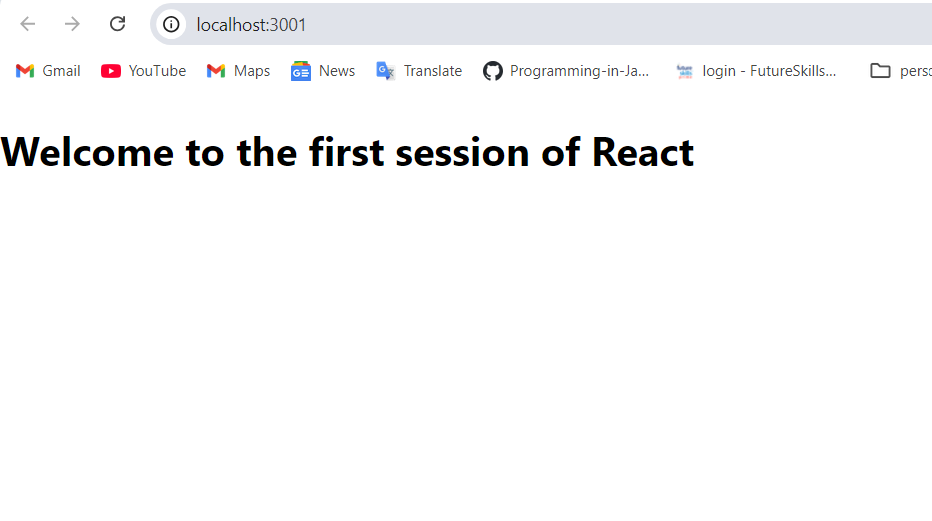 localhost:3001
Gmail YouTube Maps News Translate Programming-in-Ja... login - FutureSkills... perso
Welcome to the first session of React